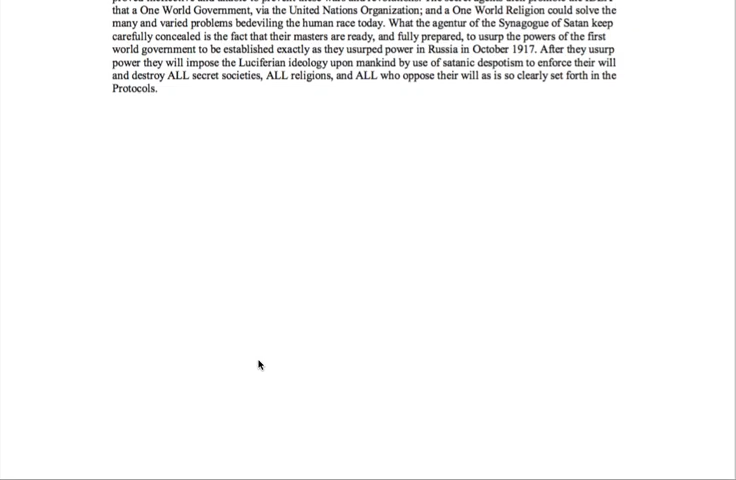 that a One World Government, via the United Nations Organization; and a One World Religion could solve the
many and varied problems bedeviling the human race today. What the agentur of the Synagogue of Satan keep
carefully concealed is the fact that their masters are ready, and fully prepared, to usurp the powers of the first
world government to be established exactly as they usurped power in Russia in October 1917. After they usurp
power they will impose the Luciferian ideology upon mankind by use of satanic despotism to enforce their will
and destroy ALL secret societies, ALL religions, and ALL who oppose their will as is so clearly set forth in the
Protocols.